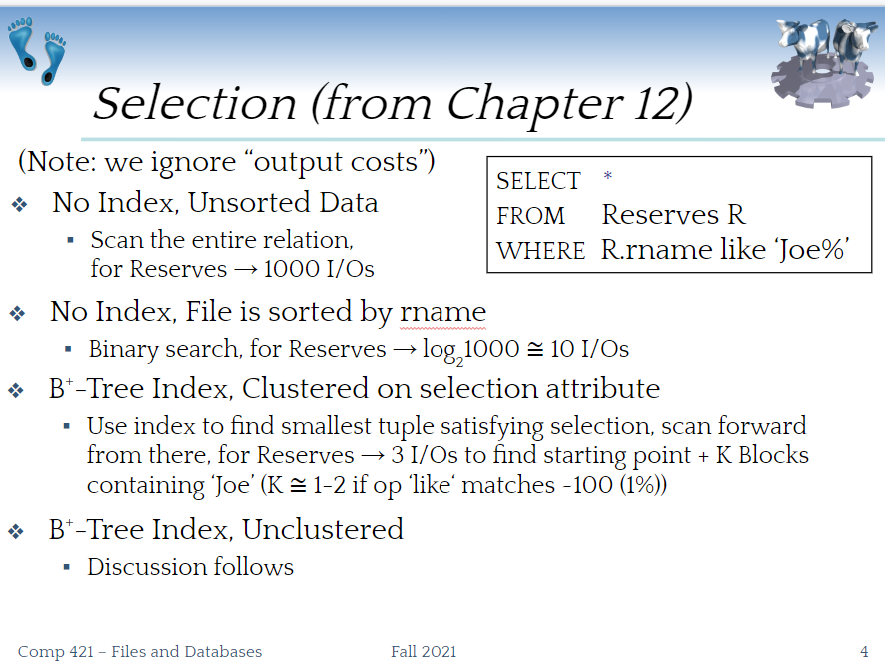 Selection (from Chapter 12)
(Note: we ignore “output costs”)
SELECT *
FROM Reserves R
WHERE R.rname like ‘Joe%’
❖ No Index, Unsorted Data
▪ Scan the entire relation,
for Reserves → 1000 I/Os
❖ No Index, File is sorted by rname
▪ Binary search, for Reserves → log₂1000 ≅ 10 I/Os
❖ B⁺-Tree Index, Clustered on selection attribute
▪ Use index to find smallest tuple satisfying selection, scan forward
from there, for Reserves → 3 I/Os to find starting point + K Blocks
containing ‘Joe’ (K ≅ 1-2 if op ‘like‘ matches ~100 (1%))
❖ B⁺-Tree Index, Unclustered
▪ Discussion follows
Comp 421 – Files and Databases Fall 2021 4